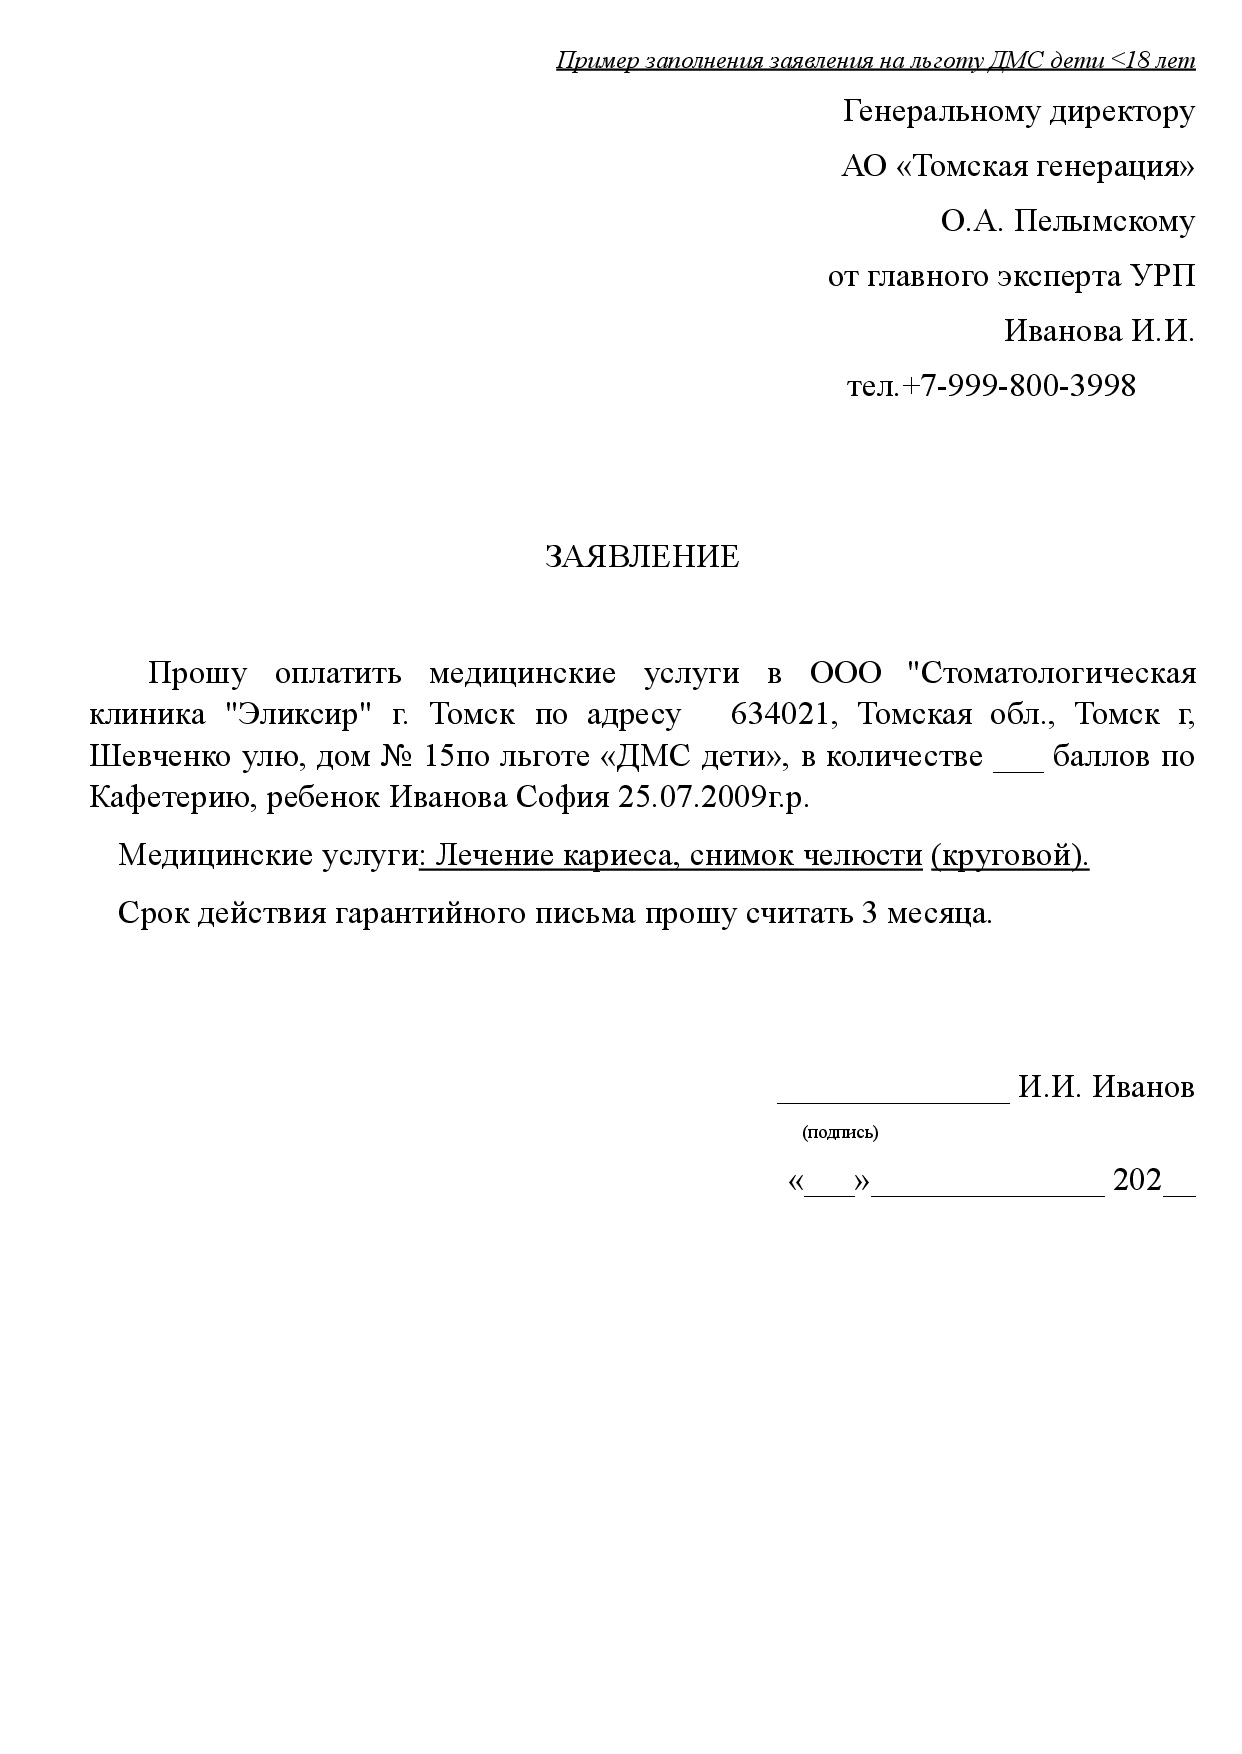 Пример заполнения заявления на льготу ДМС дети <18 лет
Генеральному директору
АО «Томская генерация»
О.А. Пелымскому
от главного эксперта УРП
Иванова И.И.
тел.+7-999-800-3998
ЗАЯВЛЕНИЕ
Прошу оплатить медицинские услуги в ООО "Стоматологическая
клиника "Эликсир" г. Томск по адресу 634021, Томская обл., Томск г,
Шевченко улю, дом № 15по льготе «ДМС дети», в количестве ___ баллов по
Кафетерию, ребенок Иванова София 25.07.2009г.р.
Медицинские услуги: Лечение кариеса, снимок челюсти (круговой).
Срок действия гарантийного письма прошу считать 3 месяца.
______________ И.И. Иванов
(подпись)
«___»______________ 202__